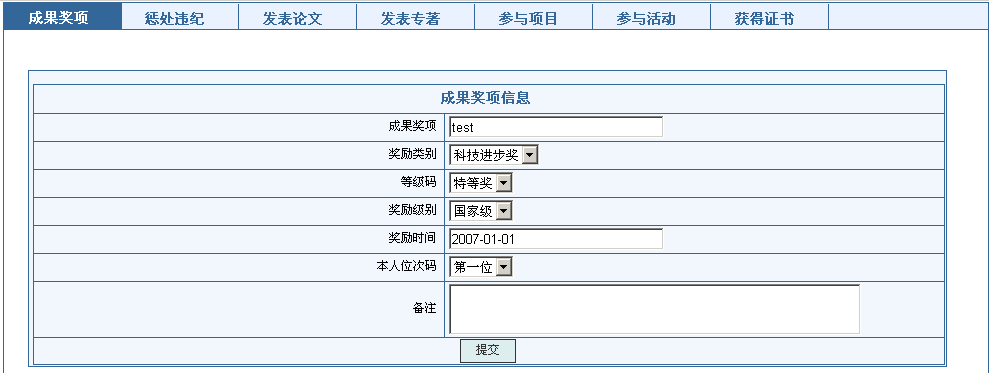 成果奖项 惩处违纪 发表论文 发表专著 参与项目 参与活动 获得证书
成果奖项信息
成果奖项 test
奖励类别 科技进步奖
等级码 特等奖
奖励级别 国家级
奖励时间 2007-01-01
本人位次码 第一位
备注
提交